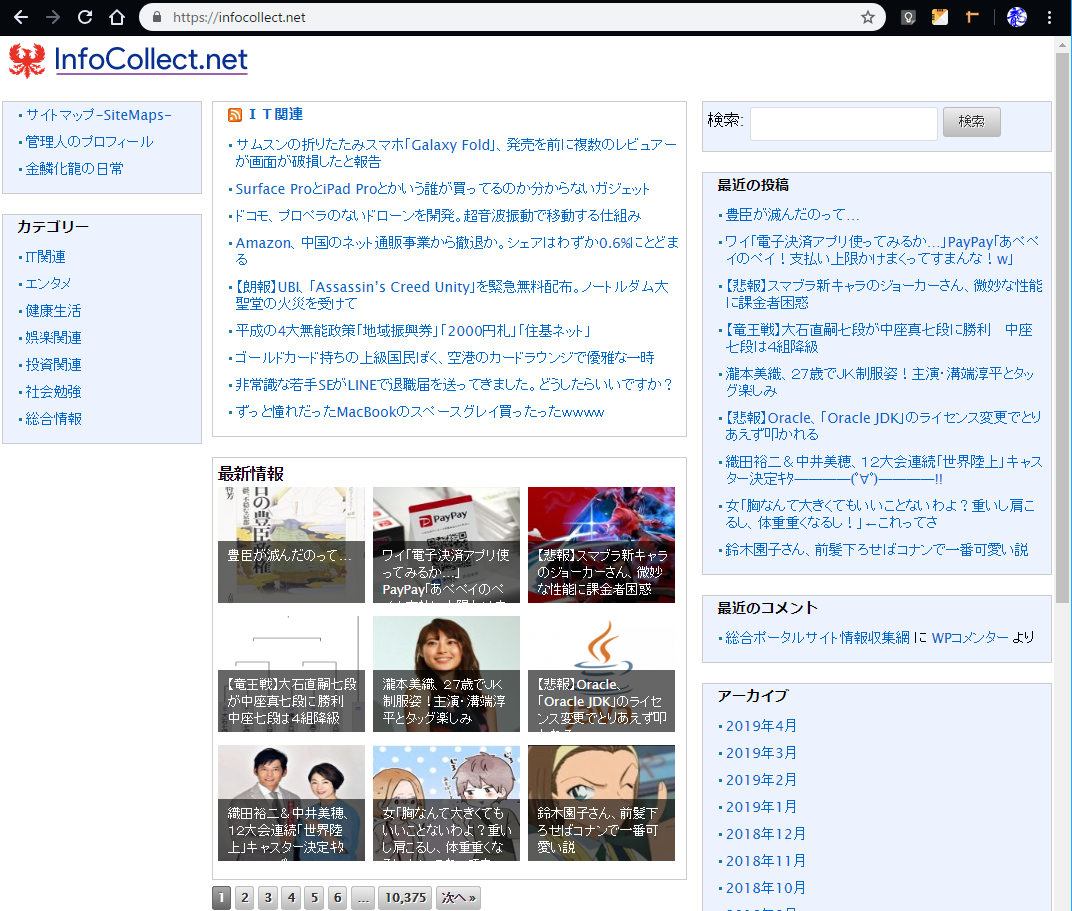 https://infocollect.net
InfoCollect.net
サイトマップ-SiteMaps-
管理人のプロフィール
金鱗化龍の日常
カテゴリー
IT関連
エンタメ
健康生活
娯楽関連
投資関連
社会勉強
総合情報
ＩＴ関連
サムスンの折りたたみスマホ「Galaxy Fold」、発売を前に複数のレビュアー
が画面が破損したと報告
Surface ProとiPad Proとかいう誰が買ってるのか分からないガジェット
ドコモ、プロペラのないドローンを開発。超音波振動で移動する仕組み
Amazon、中国のネット通販事業から撤退か。シェアはわずか0.6%にとどま
る
【朗報】UBI、「Assassin's Creed Unity」を緊急無料配布。ノートルダム大
聖堂の火災を受けて
平成の4大無能政策「地域振興券」「2000円札」「住基ネット」
ゴールドカード持ちの上級国民ぼく、空港のカードラウンジで優雅な一時
非常識な若手SEがLINEで退職届を送ってきました。どうしたらいいですか？
ずっと憧れだったMacBookのスペースグレイ買ったったwwww
最新情報
豊臣が滅んだのって…
ワイ「電子決済アプリ使
ってみるか…」
PayPay「あべべイのペ
【悲報】スマブラ新キャラ
のジョーカーさん、微妙
な性能に課金者困惑
PayPay
【竜王戦】大石直嗣七段
が中座真七段に勝利
中座七段は４組降級
瀧本美織、２７歳でJK
制服姿！主演・溝端淳
平とタッグ楽しみ
【悲報】Oracle、
「Oracle JDK」のライセ
ンス変更でとりあえず叩
織田裕二＆中井美穂、
１２大会連続「世界陸
上」キャスター決定ｷﾀ
女「胸なんて大きくても
いいことないわよ？重い
し肩こるし、体重重くな
鈴木園子さん、前髪下
ろせばコナンで一番可
愛い説
1 2 3 4 5 6 ... 10,375 次へ »
検索:
検索
最近の投稿
豊臣が滅んだのって…
ワイ「電子決済アプリ使ってみるか…」PayPay「あべべ
イのペイ！支払い上限かけまくってすまんな！w」
【悲報】スマブラ新キャラのジョーカーさん、微妙な性能
に課金者困惑
【竜王戦】大石直嗣七段が中座真七段に勝利　中座
七段は４組降級
瀧本美織、２７歳でJK制服姿！主演・溝端淳平とタッ
グ楽しみ
【悲報】Oracle、「Oracle JDK」のライセンス変更でとり
あえず叩かれる
織田裕二＆中井美穂、１２大会連続「世界陸上」キャ
スター決定ｷﾀ━━━━(ﾟ∀ﾟ)━━━━!!
女「胸なんて大きくてもいいことないわよ？重いし肩こ
るし、体重重くなるし！」←これってさ
鈴木園子さん、前髪下ろせばコナンで一番可愛い説
最近のコメント
総合ポータルサイト情報収集網 に WPコメンター より
アーカイブ
2019年4月
2019年3月
2019年2月
2019年1月
2018年12月
2018年11月
2018年10月